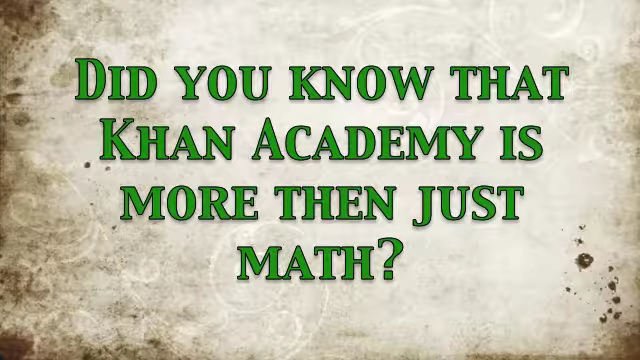 Did you know that
Khan Academy is
more then just
math?